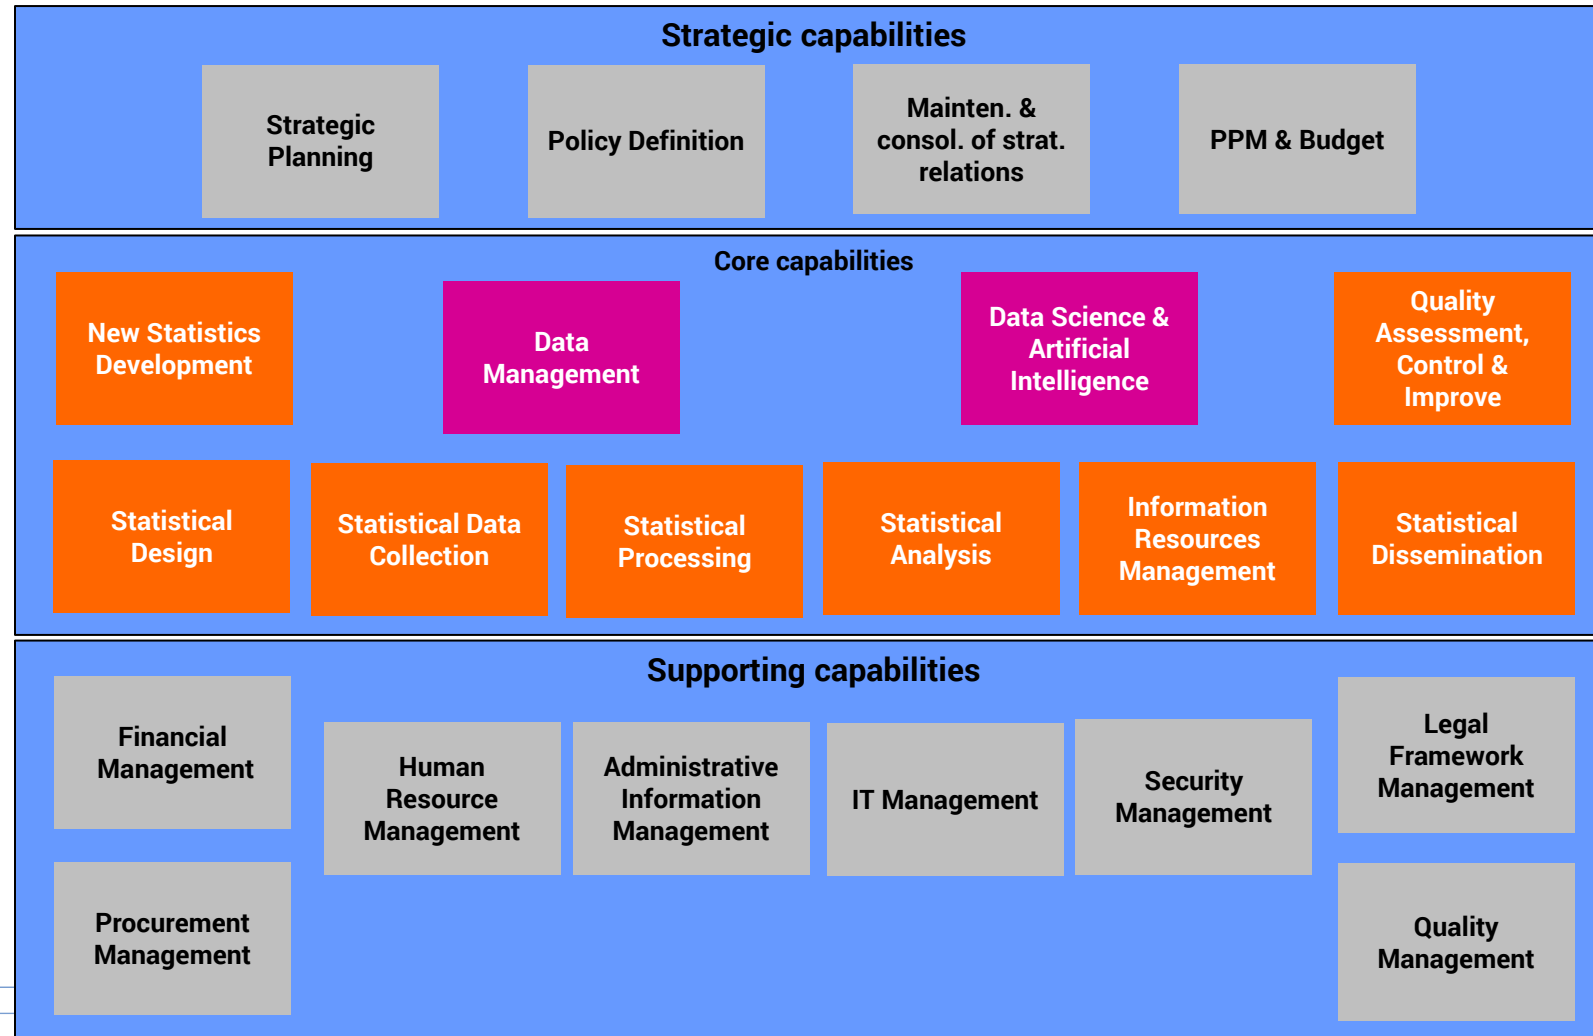 Strategic capabilities
Strategic
Planning
Policy Definition
Mainten. &
consol. of strat.
relations
PPM & Budget
Core capabilities
New Statistics
Development
Data
Management
Data Science &
Artificial
Intelligence
Quality
Assessment,
Control &
Improve
Statistical
Design
Statistical Data
Collection
Statistical
Processing
Statistical
Analysis
Information
Resources
Management
Statistical
Dissemination
Supporting capabilities
Financial
Management
Human
Resource
Management
Administrative
Information
Management
IT Management
Security
Management
Legal
Framework
Management
Procurement
Management
Quality
Management